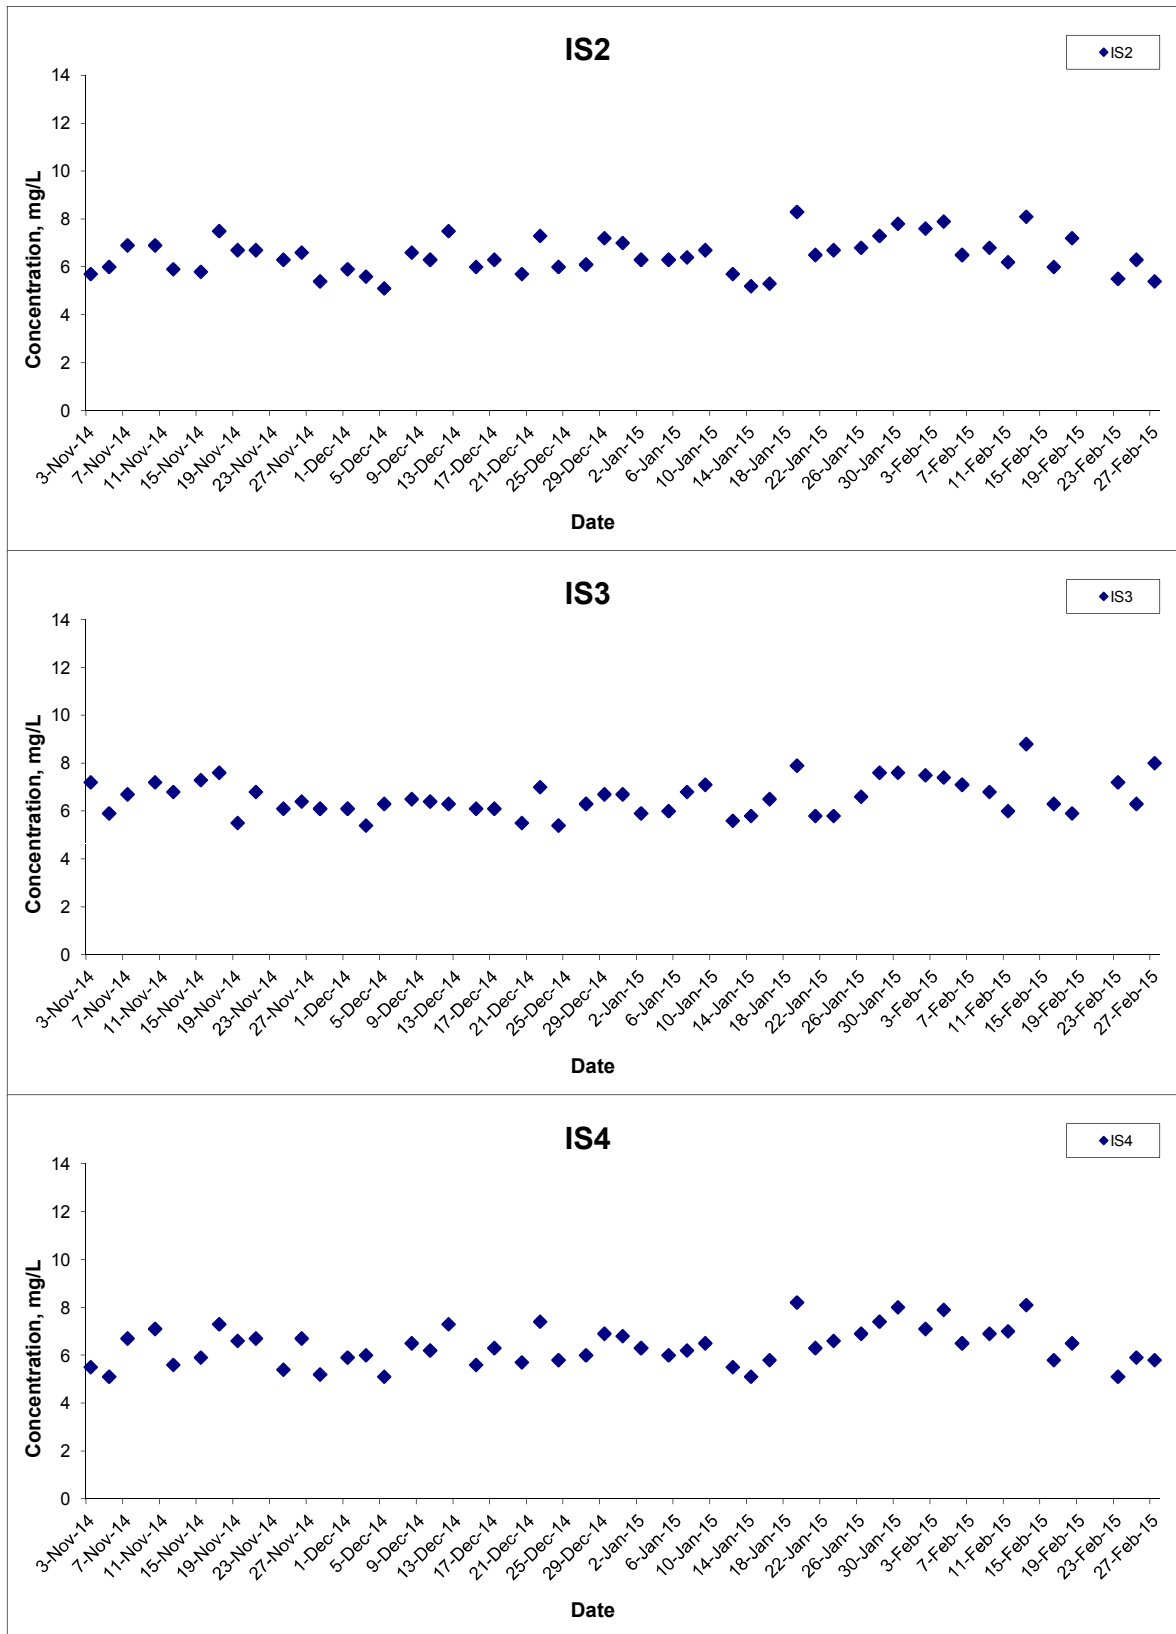 IS2
IS2
14
12
10
8
6
4
2
0
Concentration, mg/L
3-Nov-14
7-Nov-14
11-Nov-14
15-Nov-14
19-Nov-14
23-Nov-14
27-Nov-14
1-Dec-14
5-Dec-14
9-Dec-14
13-Dec-14
17-Dec-14
21-Dec-14
25-Dec-14
29-Dec-14
2-Jan-15
6-Jan-15
10-Jan-15
14-Jan-15
18-Jan-15
22-Jan-15
26-Jan-15
30-Jan-15
3-Feb-15
7-Feb-15
11-Feb-15
15-Feb-15
19-Feb-15
23-Feb-15
27-Feb-15
Date
IS3
IS3
14
12
10
8
6
4
2
0
Concentration, mg/L
3-Nov-14
7-Nov-14
11-Nov-14
15-Nov-14
19-Nov-14
23-Nov-14
27-Nov-14
1-Dec-14
5-Dec-14
9-Dec-14
13-Dec-14
17-Dec-14
21-Dec-14
25-Dec-14
29-Dec-14
2-Jan-15
6-Jan-15
10-Jan-15
14-Jan-15
18-Jan-15
22-Jan-15
26-Jan-15
30-Jan-15
3-Feb-15
7-Feb-15
11-Feb-15
15-Feb-15
19-Feb-15
23-Feb-15
27-Feb-15
Date
IS4
IS4
14
12
10
8
6
4
2
0
Concentration, mg/L
3-Nov-14
7-Nov-14
11-Nov-14
15-Nov-14
19-Nov-14
23-Nov-14
27-Nov-14
1-Dec-14
5-Dec-14
9-Dec-14
13-Dec-14
17-Dec-14
21-Dec-14
25-Dec-14
29-Dec-14
2-Jan-15
6-Jan-15
10-Jan-15
14-Jan-15
18-Jan-15
22-Jan-15
26-Jan-15
30-Jan-15
3-Feb-15
7-Feb-15
11-Feb-15
15-Feb-15
19-Feb-15
23-Feb-15
27-Feb-15
Date